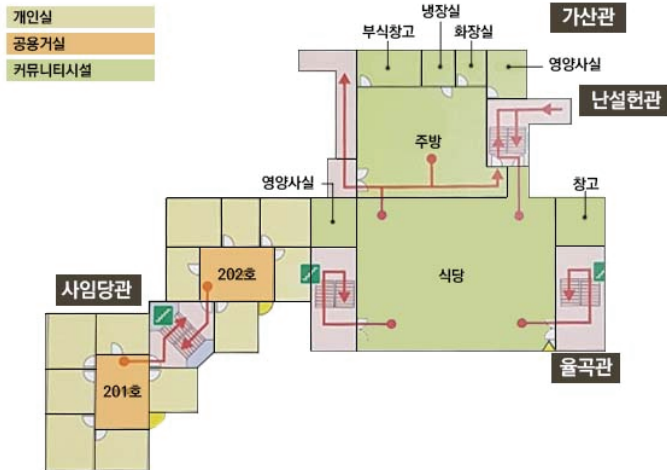 개인실
공용거실
커뮤니티시설
가산관
난설헌관
부식창고
냉장실
화장실
영양사실
주방
영양사실
창고
식당
202호
사임당관
201호
율곡관